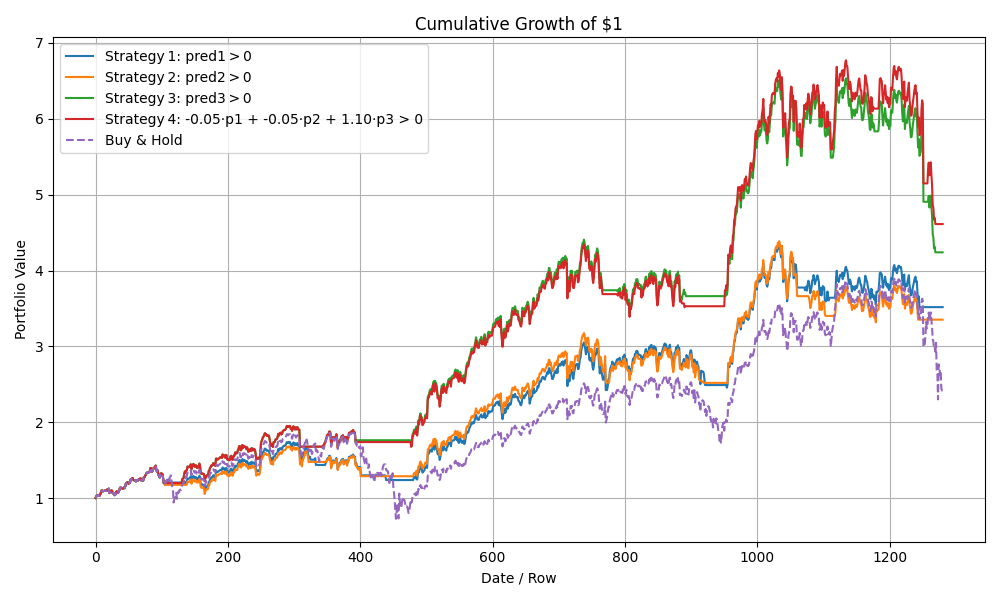 Cumulative Growth of $1
Strategy 1: pred1 > 0
Strategy 2: pred2 > 0
Strategy 3: pred3 > 0
Strategy 4: -0.05·p1 + -0.05·p2 + 1.10·p3 > 0
Buy & Hold
Portfolio Value
7
6
5
4
3
2
1
0
200
400
600
800
1000
1200
Date / Row